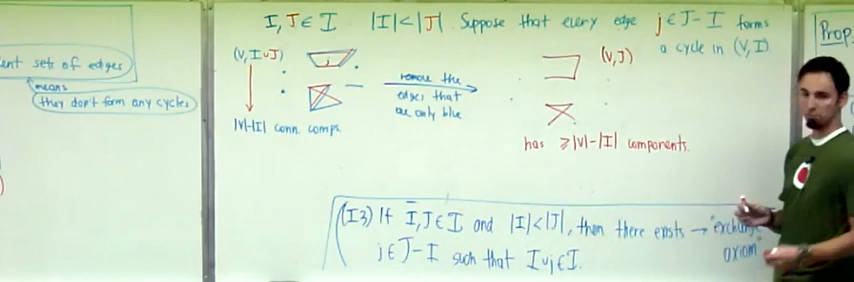 ent sets of edges
means
they don't form any cycles
I, J ∈ I |I|<|J|. Suppose that every edge j∈J-I forms
a cycle in (V,I)
(V, I∪J)
|V|-|I| conn. comps.
remove the
edges that
are only blue
(V,J)
has ≥|V|-|I| components.
(I3) If I,J∈I and |I|<|J|, then there exists → "exchange
j∈J-I such that I∪j∈I.
axiom"
Prop.